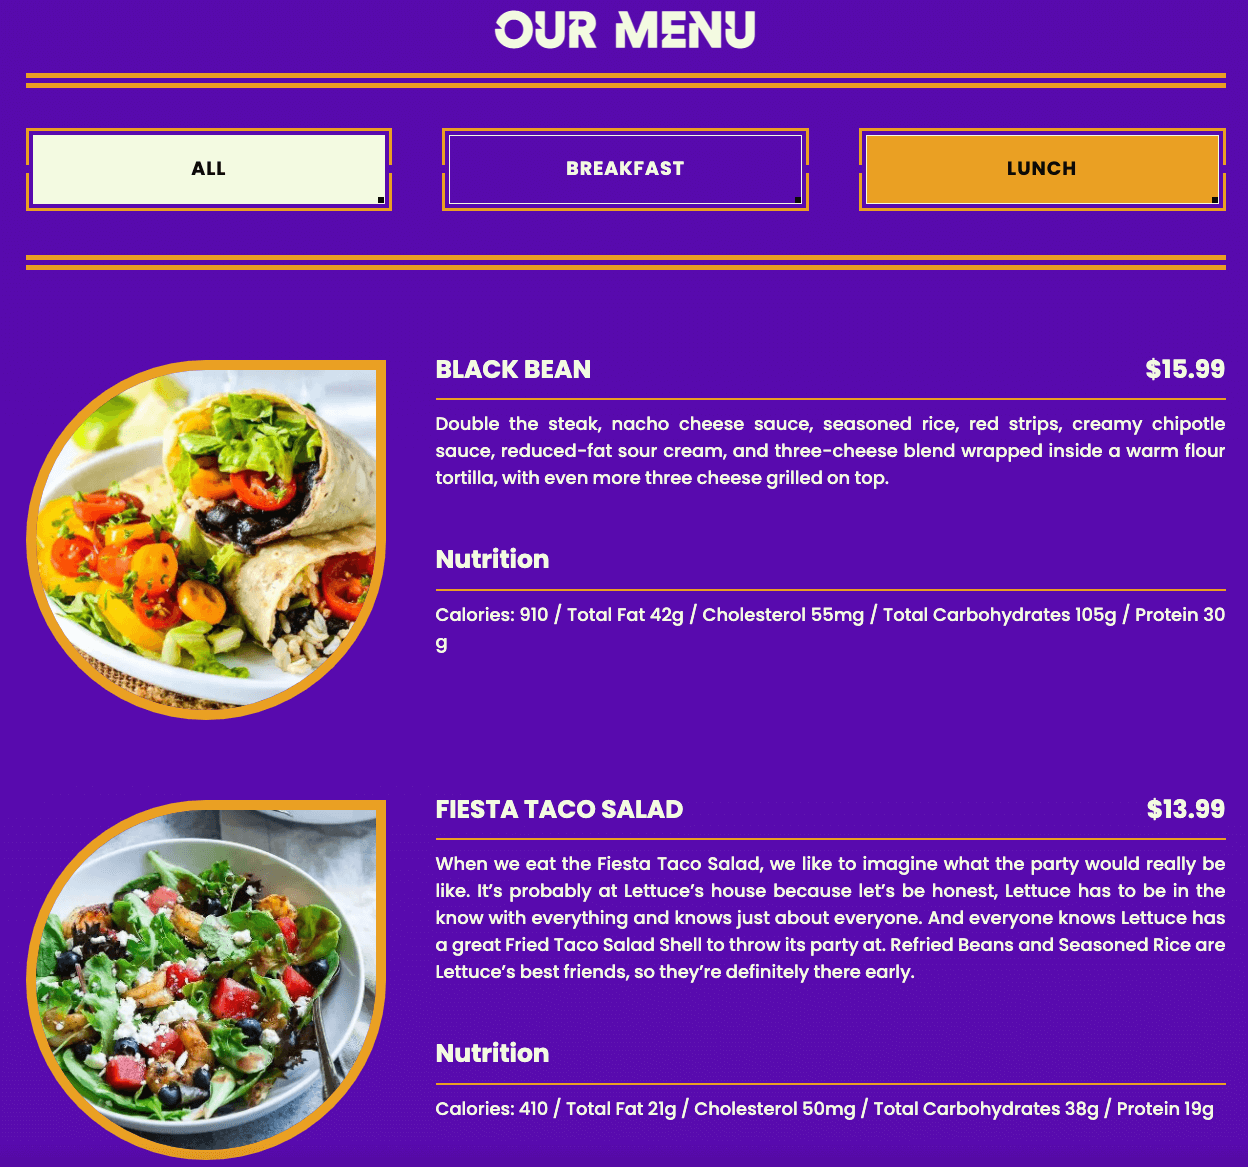 OUR MENU
ALL
BREAKFAST
LUNCH
BLACK BEAN
$15.99
Double the steak, nacho cheese sauce, seasoned rice, red strips, creamy chipotle
sauce, reduced-fat sour cream, and three-cheese blend wrapped inside a warm flour
tortilla, with even more three cheese grilled on top.
Nutrition
Calories: 910 / Total Fat 42g / Cholesterol 55mg / Total Carbohydrates 105g / Protein 30
g
FIESTA TACO SALAD
$13.99
When we eat the Fiesta Taco Salad, we like to imagine what the party would really be
like. It’s probably at Lettuce’s house because let’s be honest, Lettuce has to be in the
know with everything and knows just about everyone. And everyone knows Lettuce has
a great Fried Taco Salad Shell to throw its party at. Refried Beans and Seasoned Rice are
Lettuce’s best friends, so they’re definitely there early.
Nutrition
Calories: 410 / Total Fat 21g / Cholesterol 50mg / Total Carbohydrates 38g / Protein 19g